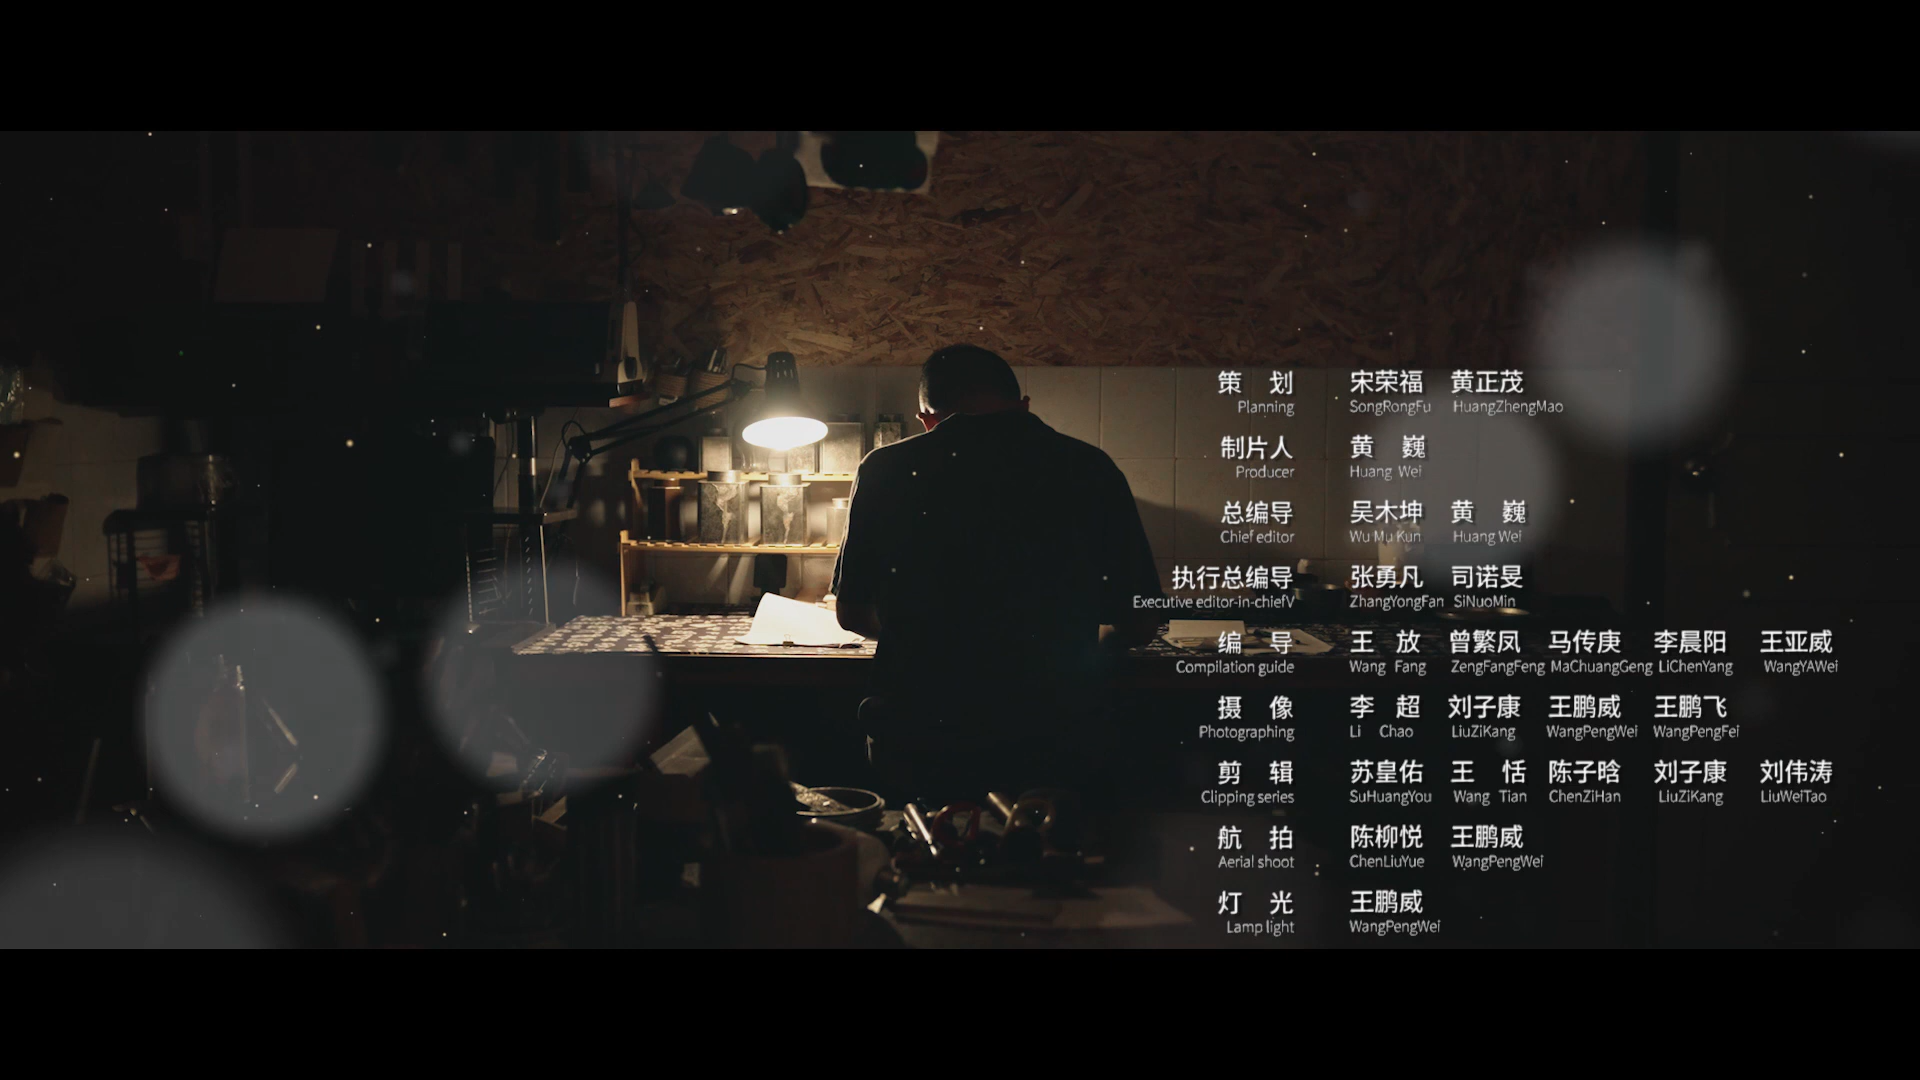 策 划 宋荣福 黄正茂
Planning SongRongFu HuangZhengMao
制片人 黄 巍
Producer Huang Wei
总编导 吴木坤 黄 巍
Chief editor Wu Mu Kun Huang Wei
执行总编导 张勇凡 司诺旻
Executive editor-in-chiefV ZhangYongFan SiNuoMin
编 导 王 放 曾繁凤 马传庚 李晨阳 王亚威
Compilation guide Wang Fang ZengFangFeng MaChuangGeng LiChenYang WangYAWei
摄 像 李 超 刘子康 王鹏威 王鹏飞
Photographing Li Chao LiuZiKang WangPengWei WangPengFei
剪 辑 苏皇佑 王 恬 陈子晗 刘子康 刘伟涛
Clipping series SuHuangYou Wang Tian ChenZiHan LiuZiKang LiuWeiTao
航 拍 陈柳悦 王鹏威
Aerial shoot ChenLiuYue WangPengWei
灯 光 王鹏威
Lamp light WangPengWei